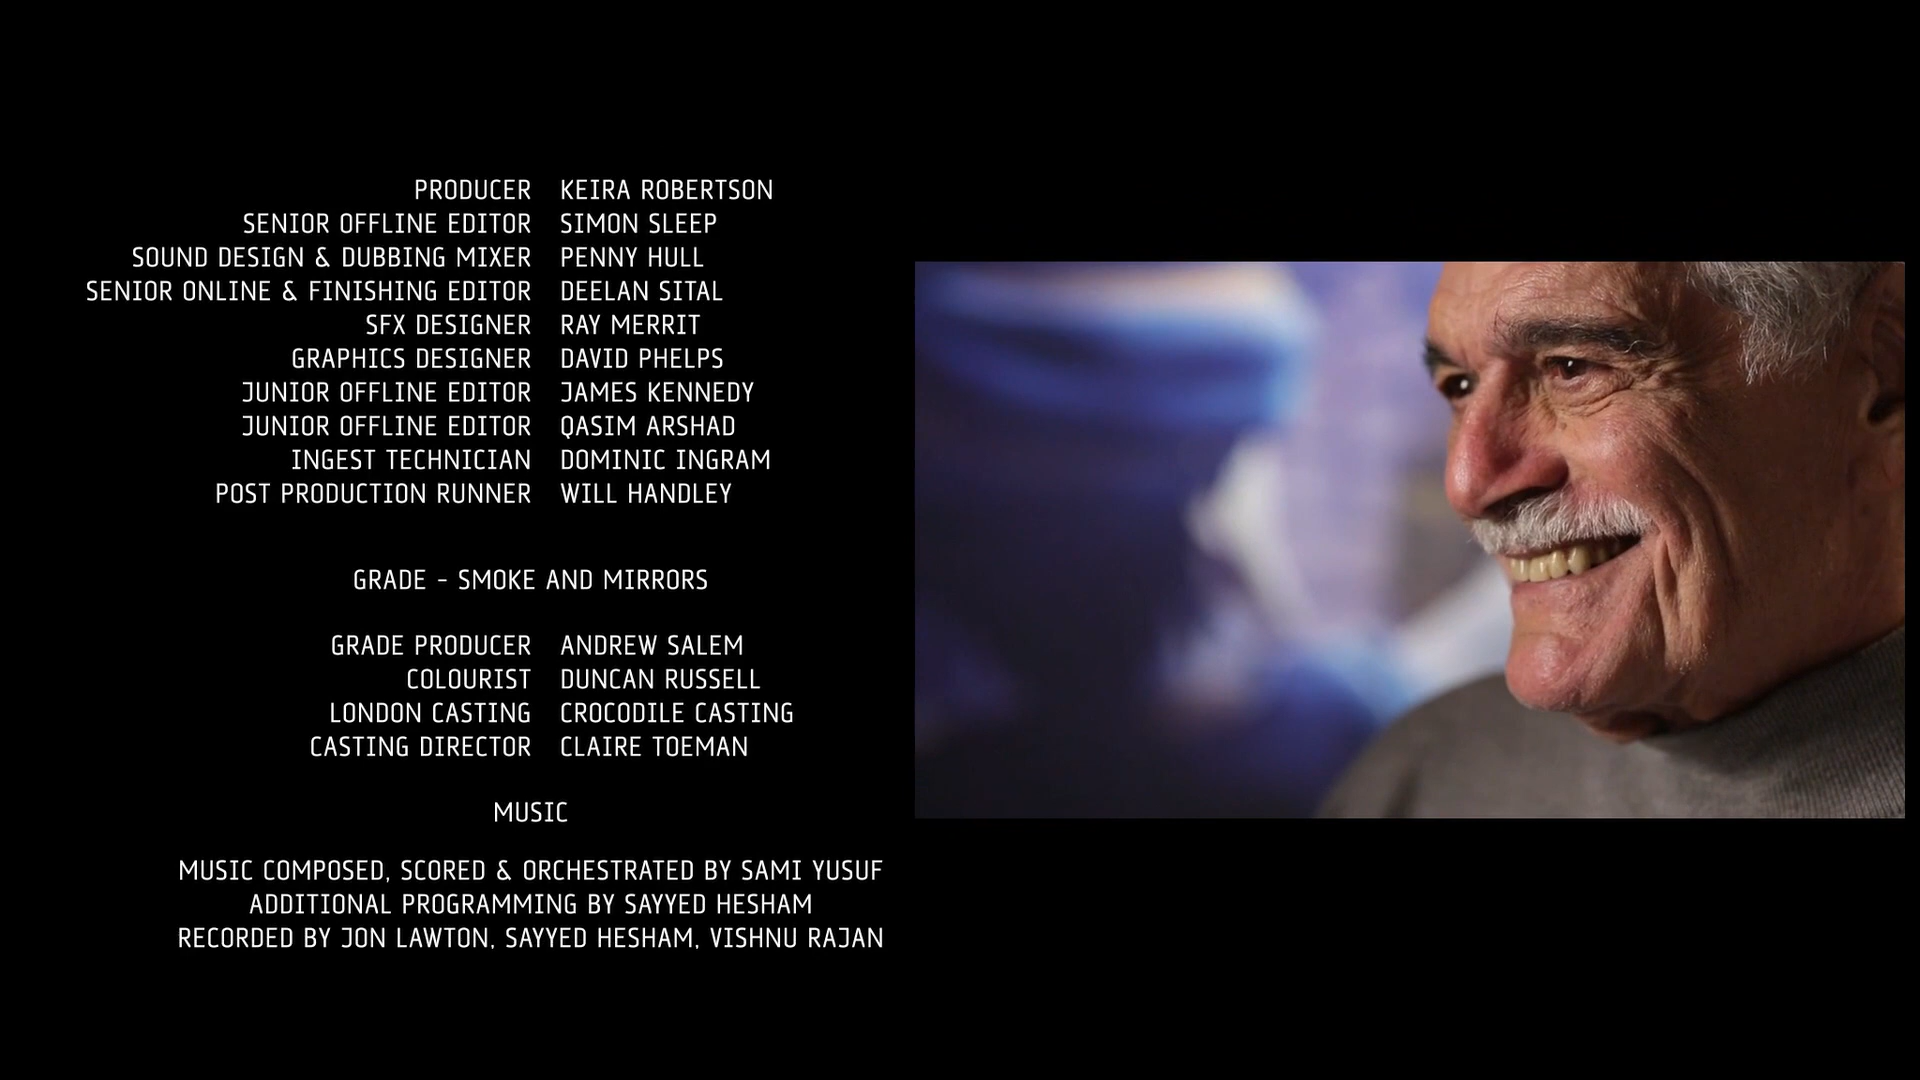 PRODUCER KEIRA ROBERTSON
SENIOR OFFLINE EDITOR SIMON SLEEP
SOUND DESIGN & DUBBING MIXER PENNY HULL
SENIOR ONLINE & FINISHING EDITOR DEELAN SITAL
SFX DESIGNER RAY MERRIT
GRAPHICS DESIGNER DAVID PHELPS
JUNIOR OFFLINE EDITOR JAMES KENNEDY
JUNIOR OFFLINE EDITOR QASIM ARSHAD
INGEST TECHNICIAN DOMINIC INGRAM
POST PRODUCTION RUNNER WILL HANDLEY
GRADE - SMOKE AND MIRRORS
GRADE PRODUCER ANDREW SALEM
COLOURIST DUNCAN RUSSELL
LONDON CASTING CROCODILE CASTING
CASTING DIRECTOR CLAIRE TOEMAN
MUSIC
MUSIC COMPOSED, SCORED & ORCHESTRATED BY SAMI YUSUF
ADDITIONAL PROGRAMMING BY SAYYED HESHAM
RECORDED BY JON LAWTON, SAYYED HESHAM, VISHNU RAJAN